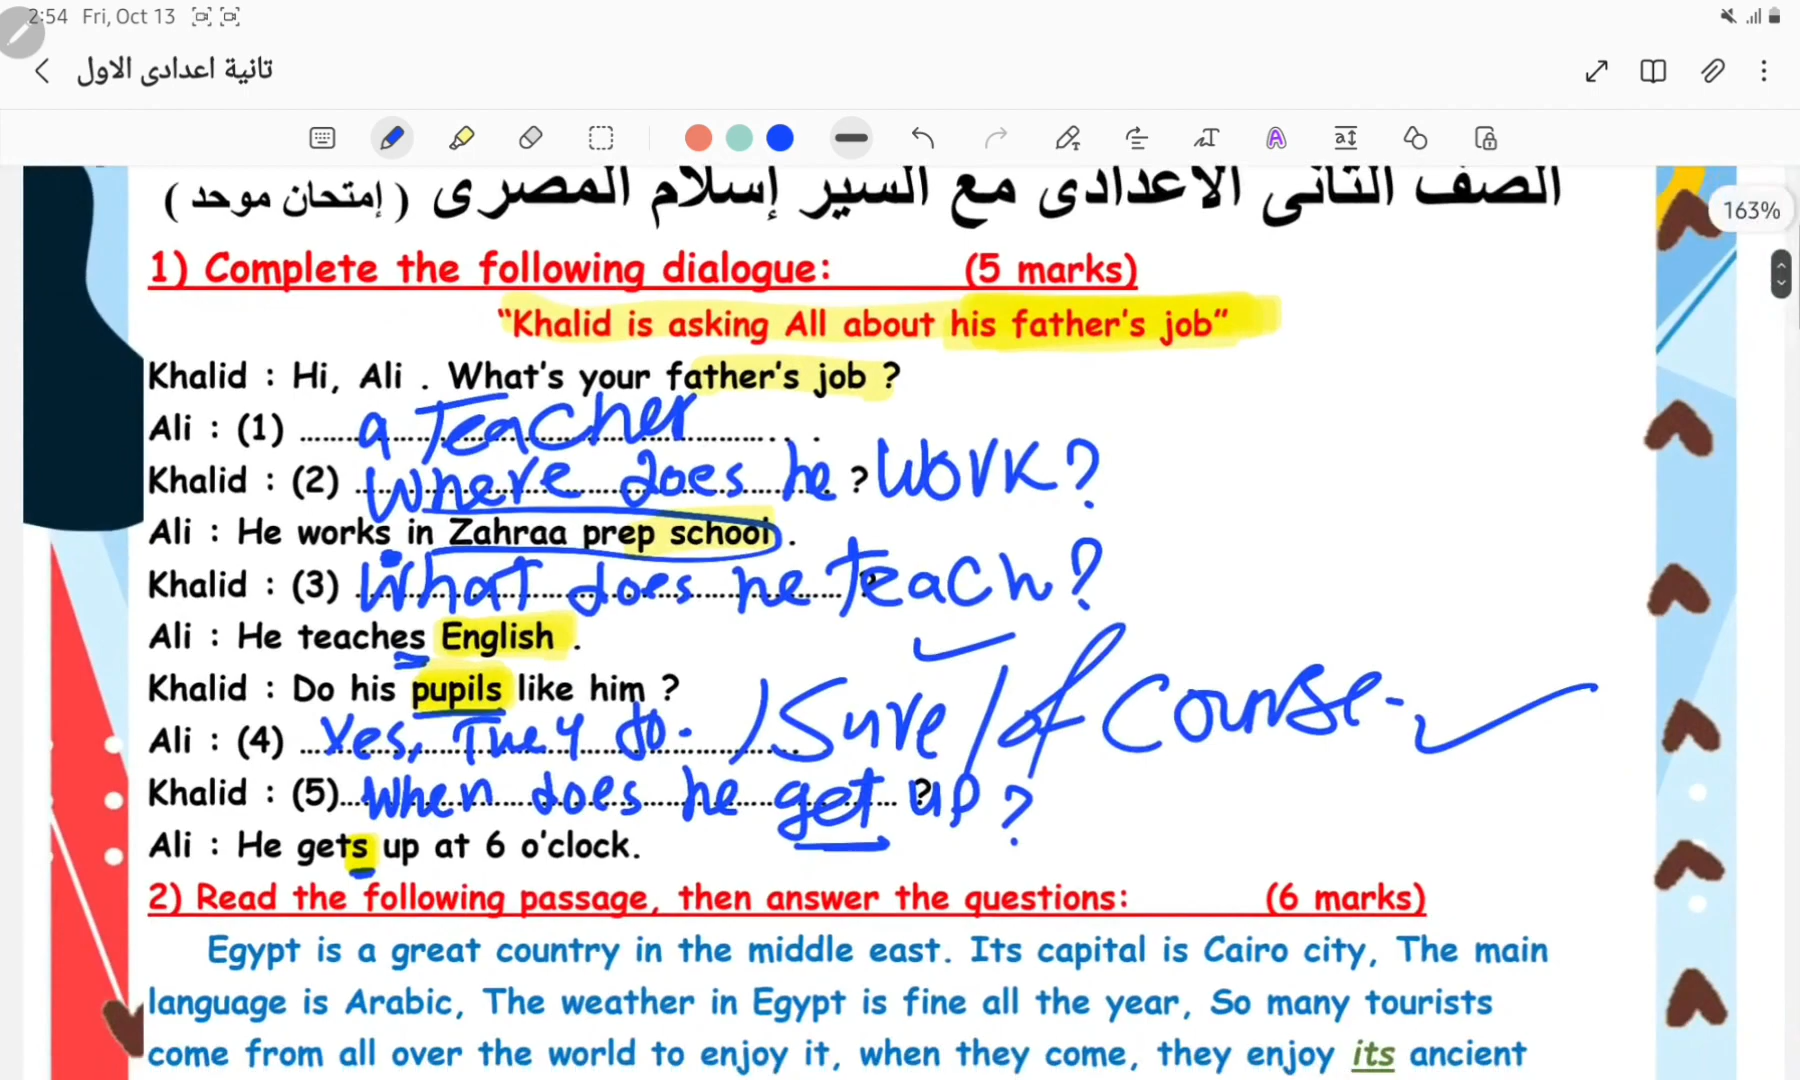 2:54 Fri, Oct 13
تانية اعدادى الاول
163%
الصف الثانى الاعدادى مع السير إسلام المصرى ( إمتحان موحد )
1) Complete the following dialogue: (5 marks)
“Khalid is asking All about his father’s job”
Khalid : Hi, Ali . What’s your father’s job ?
Ali : (1) ..... a Teacher ..... .
Khalid : (2) ..... Where does he ? WORK?
Ali : He works in Zahraa prep school .
Khalid : (3) ..... What does he teach?
Ali : He teaches English .
Khalid : Do his pupils like him ?
Ali : (4) ... Yes, They do. / Sure / of Course.
Khalid : (5)... When does he get up ?
Ali : He gets up at 6 o’clock.
2) Read the following passage, then answer the questions: (6 marks)
Egypt is a great country in the middle east. Its capital is Cairo city, The main
language is Arabic, The weather in Egypt is fine all the year, So many tourists
come from all over the world to enjoy it, when they come, they enjoy its ancient